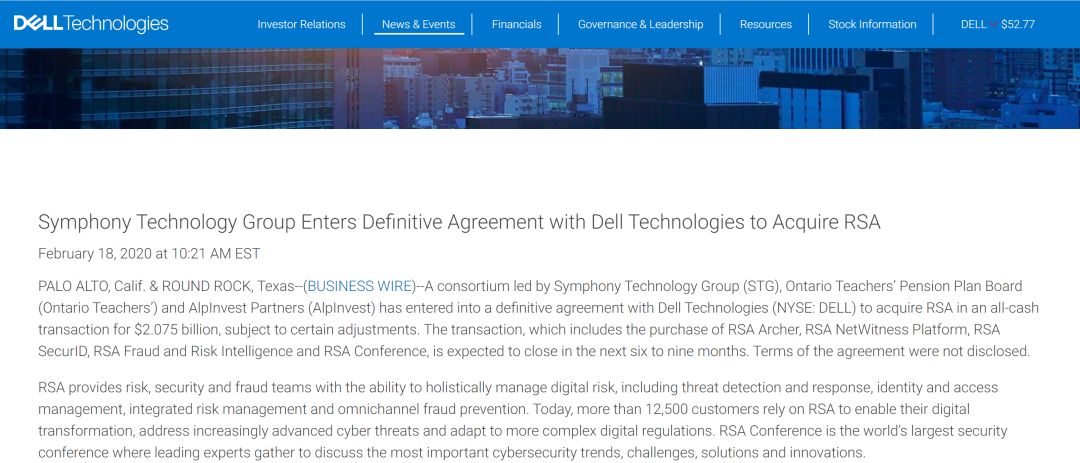 DELL Technologies
Investor Relations
News & Events
Financials
Governance & Leadership
Resources
Stock Information
DELL $52.77
Symphony Technology Group Enters Definitive Agreement with Dell Technologies to Acquire RSA
February 18, 2020 at 10:21 AM EST
PALO ALTO, Calif. & ROUND ROCK, Texas--(BUSINESS WIRE)--A consortium led by Symphony Technology Group (STG), Ontario Teachers' Pension Plan Board
(Ontario Teachers') and AlpInvest Partners (AlpInvest) has entered into a definitive agreement with Dell Technologies (NYSE: DELL) to acquire RSA in an all-cash
transaction for $2.075 billion, subject to certain adjustments. The transaction, which includes the purchase of RSA Archer, RSA NetWitness Platform, RSA
SecurID, RSA Fraud and Risk Intelligence and RSA Conference, is expected to close in the next six to nine months. Terms of the agreement were not disclosed.
RSA provides risk, security and fraud teams with the ability to holistically manage digital risk, including threat detection and response, identity and access
management, integrated risk management and omnichannel fraud prevention. Today, more than 12,500 customers rely on RSA to enable their digital
transformation, address increasingly advanced cyber threats and adapt to more complex digital regulations. RSA Conference is the world's largest security
conference where leading experts gather to discuss the most important cybersecurity trends, challenges, solutions and innovations.